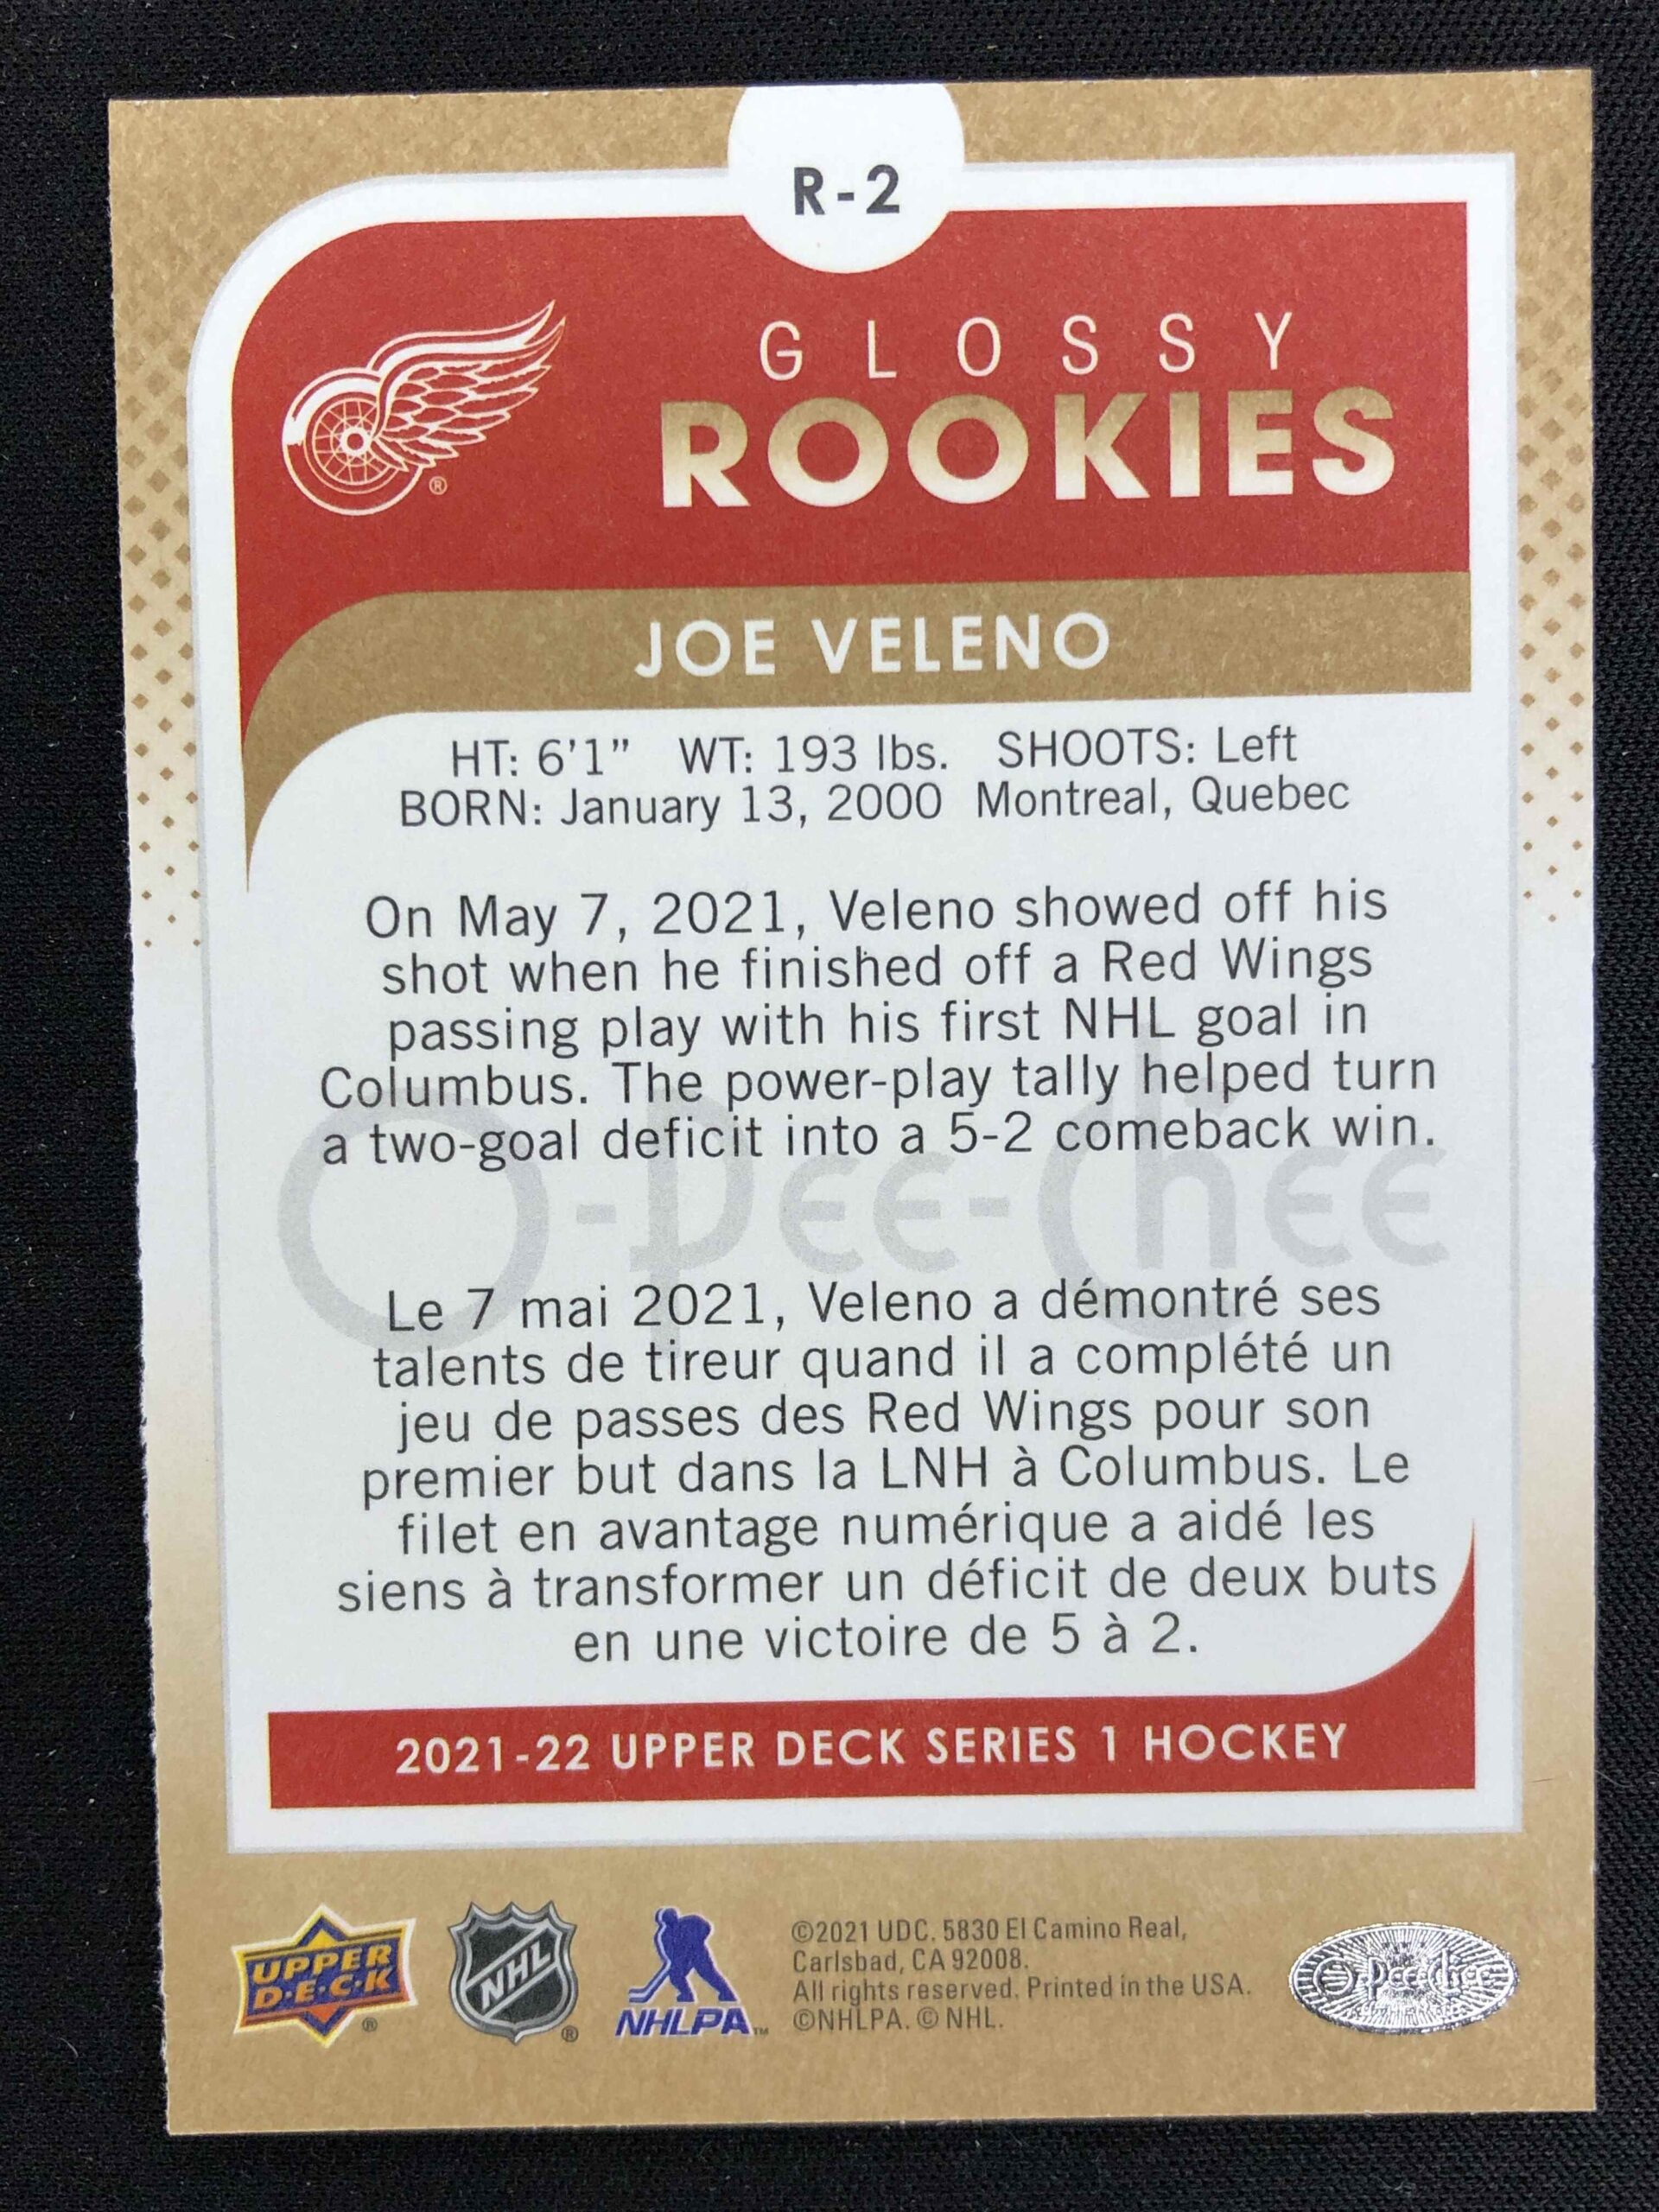 R-2
GLOSSY
ROOKIES
®
JOE VELENO
HT: 6'1" WT: 193 lbs. SHOOTS: Left
BORN: January 13, 2000 Montreal, Quebec
On May 7, 2021, Veleno showed off his
shot when he finished off a Red Wings
passing play with his first NHL goal in
Columbus. The power-play tally helped turn
a two-goal deficit into a 5-2 comeback win.
O-Pee-Chee
Le 7 mai 2021, Veleno a démontré ses
talents de tireur quand il a complété un
jeu de passes des Red Wings pour son
premier but dans la LNH à Columbus. Le
filet en avantage numérique a aidé les
siens à transformer un déficit de deux buts
en une victoire de 5 à 2.
2021-22 UPPER DECK SERIES 1 HOCKEY
UPPER
D•E•C•K
®
NHL
®
NHLPA™
©2021 UDC. 5830 El Camino Real,
Carlsbad, CA 92008.
All rights reserved. Printed in the USA.
©NHLPA. © NHL.
O-Pee-Chee